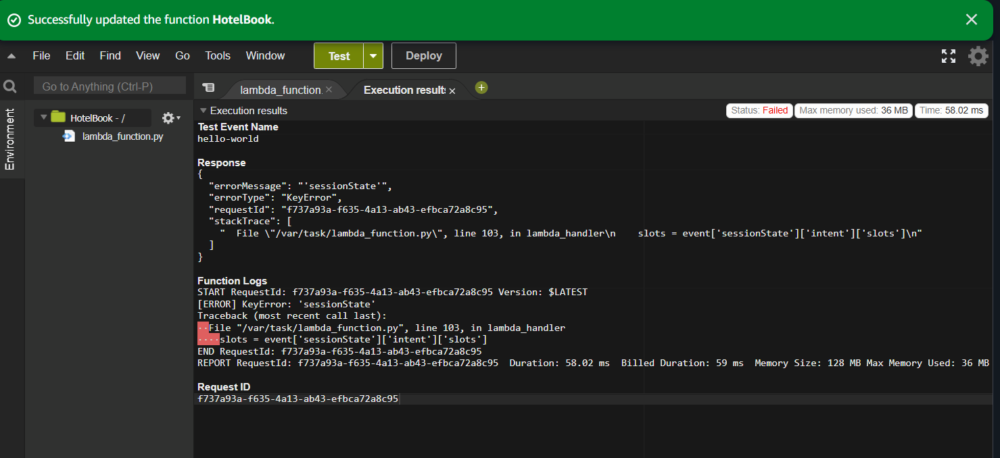 Successfully updated the function HotelBook.
File Edit Find View Go Tools Window Test Deploy
Go to Anything (Ctrl-P)
lambda_function.
Execution results
Environment
HotelBook - /
lambda_function.py
Execution results
Status: Failed
Max memory used: 36 MB
Time: 58.02 ms
Test Event Name
hello-world
Response
{
"errorMessage": "'sessionState'",
"errorType": "KeyError",
"requestId": "f737a93a-f635-4a13-ab43-efbca72a8c95",
"stackTrace": [
"  File \"/var/task/lambda_function.py\", line 103, in lambda_handler\n    slots = event['sessionState']['intent']['slots']\n"
]
}
Function Logs
START RequestId: f737a93a-f635-4a13-ab43-efbca72a8c95 Version: $LATEST
[ERROR] KeyError: 'sessionState'
Traceback (most recent call last):
··File "/var/task/lambda_function.py", line 103, in lambda_handler
····slots = event['sessionState']['intent']['slots']
END RequestId: f737a93a-f635-4a13-ab43-efbca72a8c95
REPORT RequestId: f737a93a-f635-4a13-ab43-efbca72a8c95  Duration: 58.02 ms  Billed Duration: 59 ms  Memory Size: 128 MB Max Memory Used: 36 MB
Request ID
f737a93a-f635-4a13-ab43-efbca72a8c95